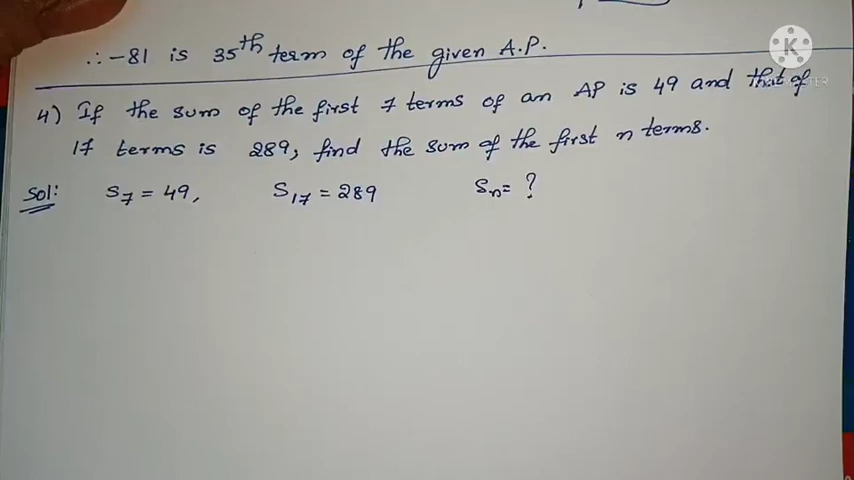 ∴ -81 is 35th term of the given A.P.
4) If the sum of the first 7 terms of an AP is 49 and that of
17 terms is 289, find the sum of the first n terms.
Sol: S7 = 49, S17 = 289 Sn = ?
K